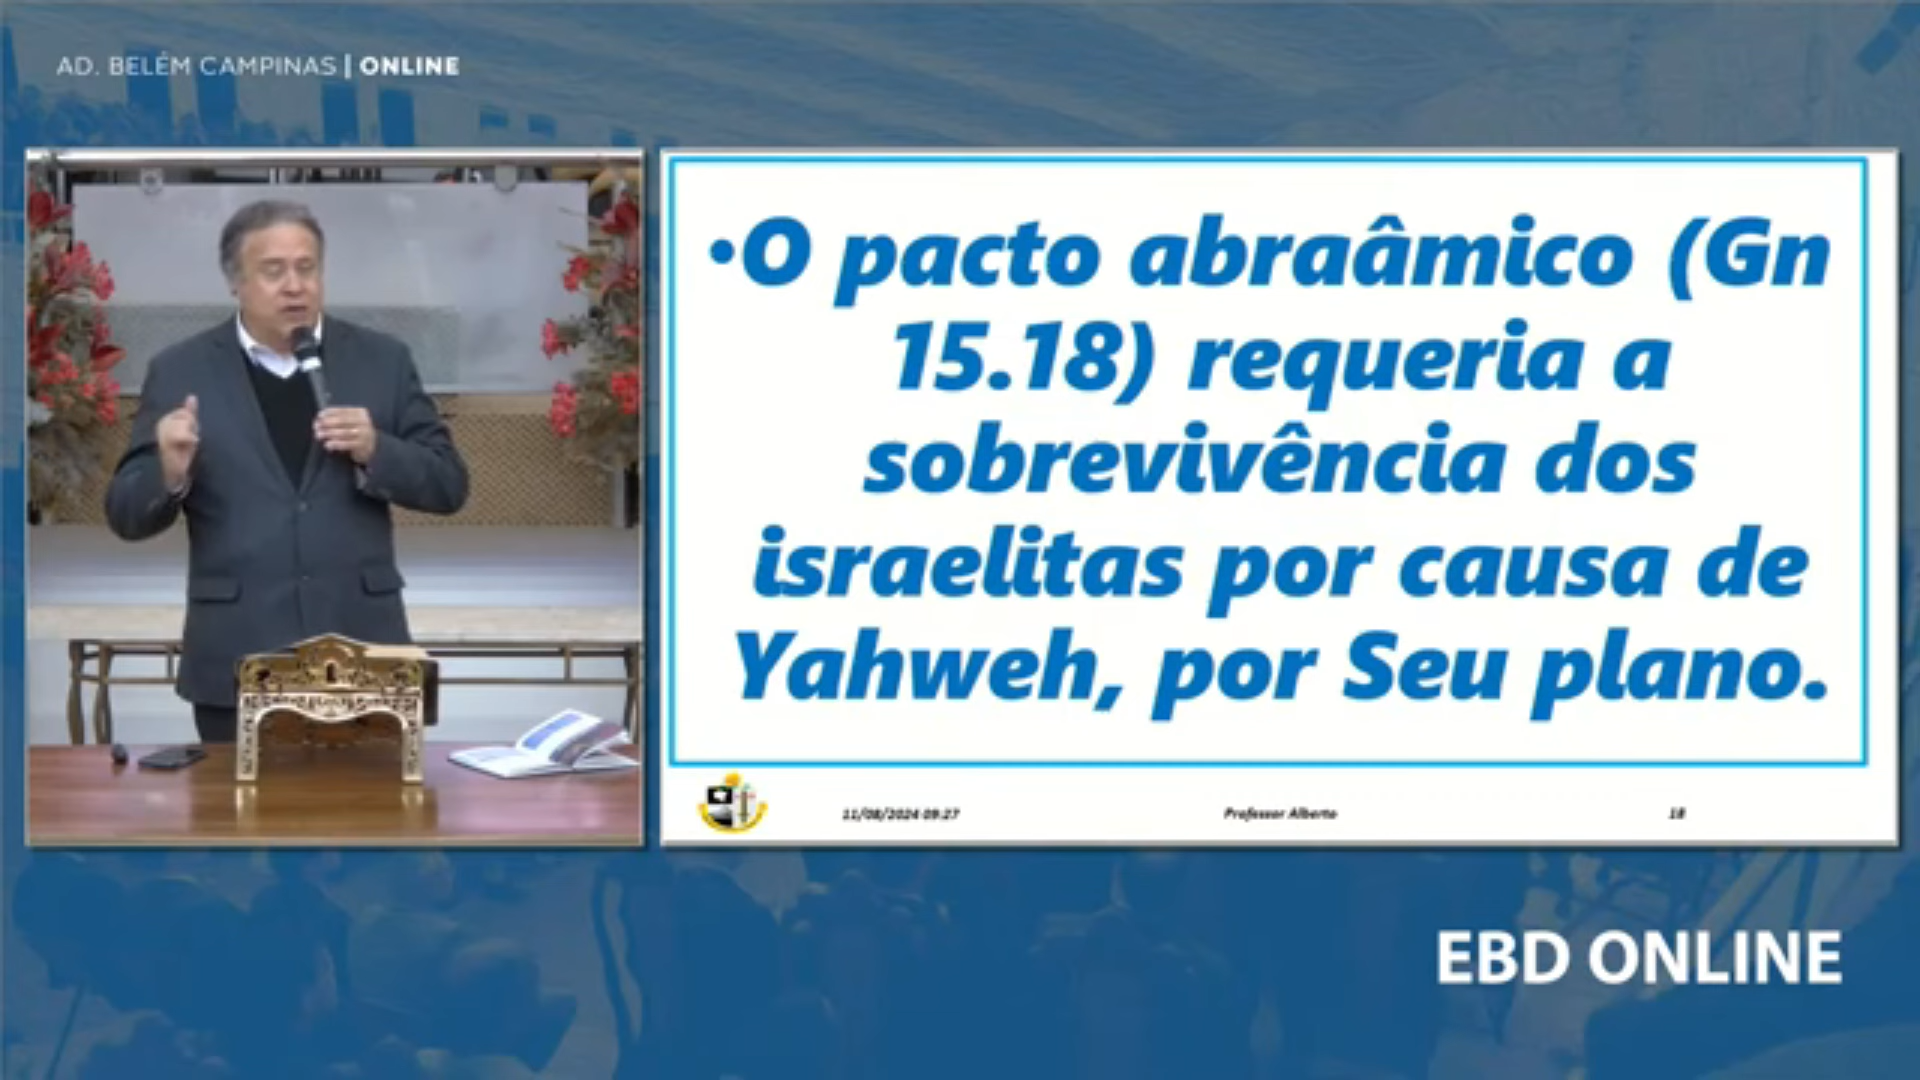 AD. BELÉM CAMPINAS | ONLINE
•O pacto abraâmico (Gn
15.18) requeria a
sobrevivência dos
israelitas por causa de
Yahweh, por Seu plano.
11/08/2024 09:27
Professor Alberto
18
EBD ONLINE